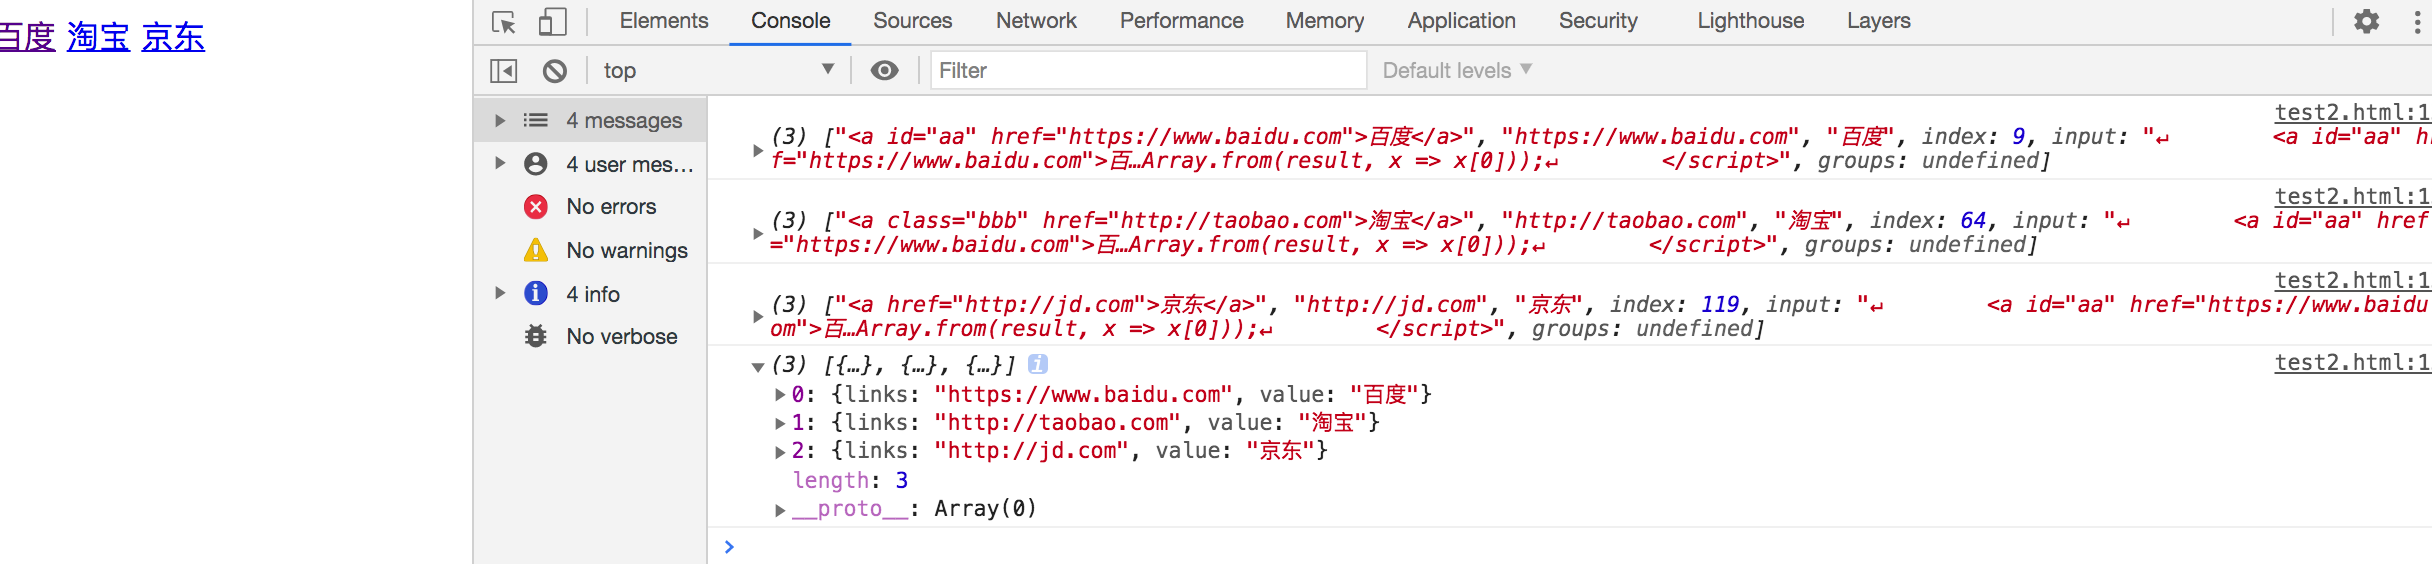 百度 淘宝 京东
Elements Console Sources Network Performance Memory Application Security Lighthouse Layers
top Filter Default levels
4 messages
4 user mes…
No errors
No warnings
4 info
No verbose
test2.html:1
(3) ["<a id="aa" href="https://www.baidu.com">百度</a>", "https://www.baidu.com", "百度", index: 9, input: "↵ <a id="aa" h
f="https://www.baidu.com">百…Array.from(result, x => x[0]));↵ </script>", groups: undefined]
test2.html:1
(3) ["<a class="bbb" href="http://taobao.com">淘宝</a>", "http://taobao.com", "淘宝", index: 64, input: "↵ <a id="aa" href
="https://www.baidu.com">百…Array.from(result, x => x[0]));↵ </script>", groups: undefined]
test2.html:1
(3) ["<a href="http://jd.com">京东</a>", "http://jd.com", "京东", index: 119, input: "↵ <a id="aa" href="https://www.baidu
om">百…Array.from(result, x => x[0]));↵ </script>", groups: undefined]
(3) [{…}, {…}, {…}] i test2.html:1
0: {links: "https://www.baidu.com", value: "百度"}
1: {links: "http://taobao.com", value: "淘宝"}
2: {links: "http://jd.com", value: "京东"}
length: 3
__proto__: Array(0)